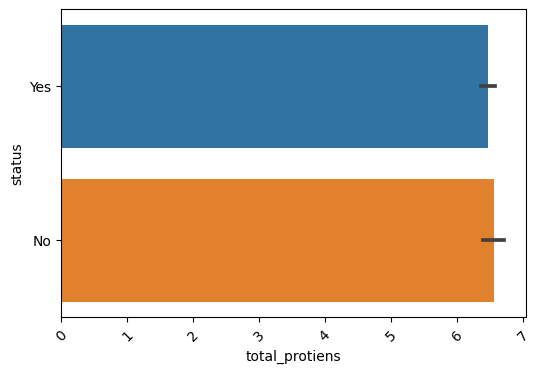 status
Yes
No
0 1 2 3 4 5 6 7
total_protiens